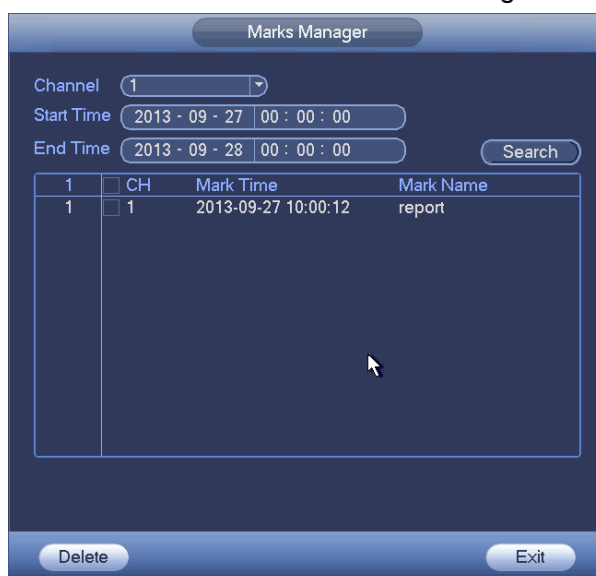 Marks Manager
Channel 1
Start Time 2013 - 09 - 27 00 : 00 : 00
End Time 2013 - 09 - 28 00 : 00 : 00 Search
1 CH Mark Time Mark Name
1 1 2013-09-27 10:00:12 report
Delete Exit